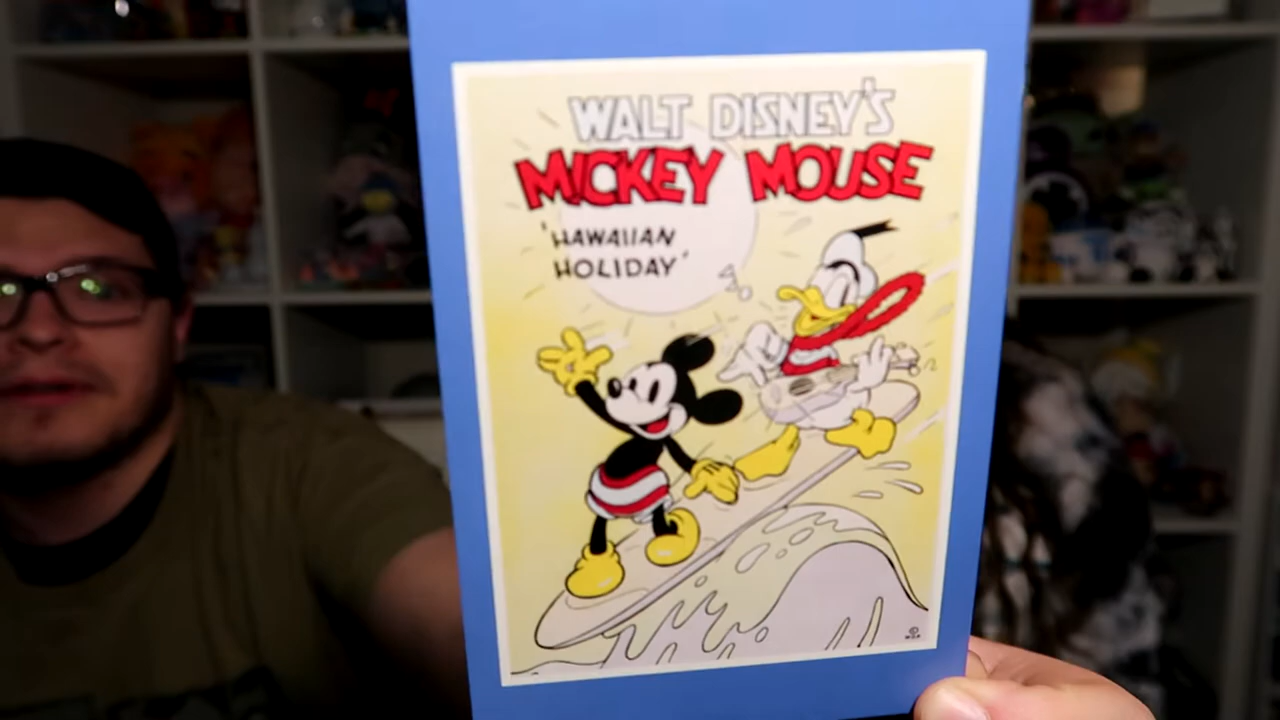 WALT DISNEY'S
MICKEY MOUSE
'HAWAIIAN
HOLIDAY'
©